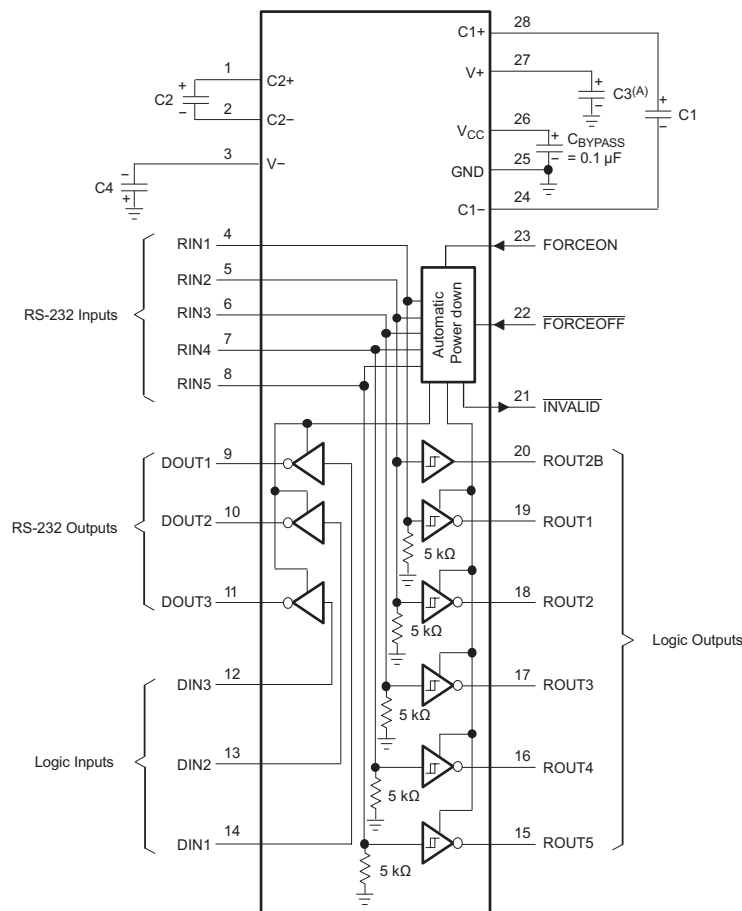 28
C1+
1
C2+
27
V+
C3(A)
C2
+
−
C1
2
C2−
26
VCC
CBYPASS
= 0.1 µF
3
V−
25
GND
C4
−
+
24
C1−
RIN1 4
23 FORCEON
RIN2 5
RIN3 6
RS-232 Inputs
Automatic
Power down
22 FORCEOFF
RIN4 7
RIN5 8
21 INVALID
DOUT1 9
20 ROUT2B
RS-232 Outputs
DOUT2 10
19 ROUT1
5 kΩ
DOUT3 11
18 ROUT2
5 kΩ
Logic Outputs
DIN3 12
17 ROUT3
5 kΩ
Logic Inputs
DIN2 13
16 ROUT4
5 kΩ
DIN1 14
15 ROUT5
5 kΩ